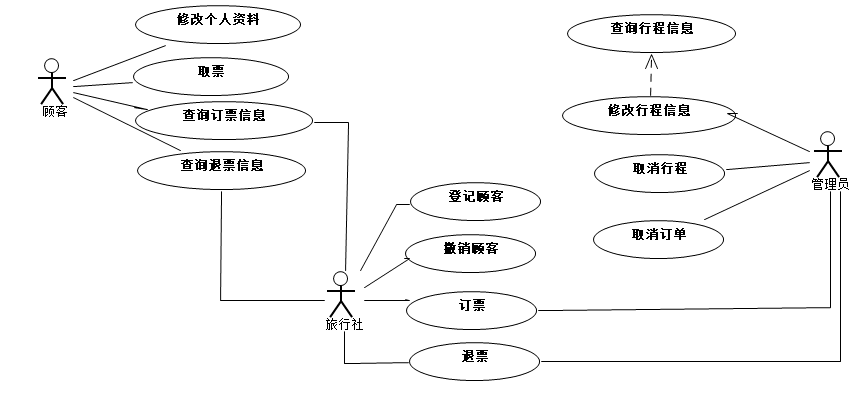 修改个人资料
查询行程信息
取票
顾客
查询订票信息
修改行程信息
查询退票信息
取消行程
管理员
登记顾客
取消订单
撤销顾客
订票
旅行社
退票